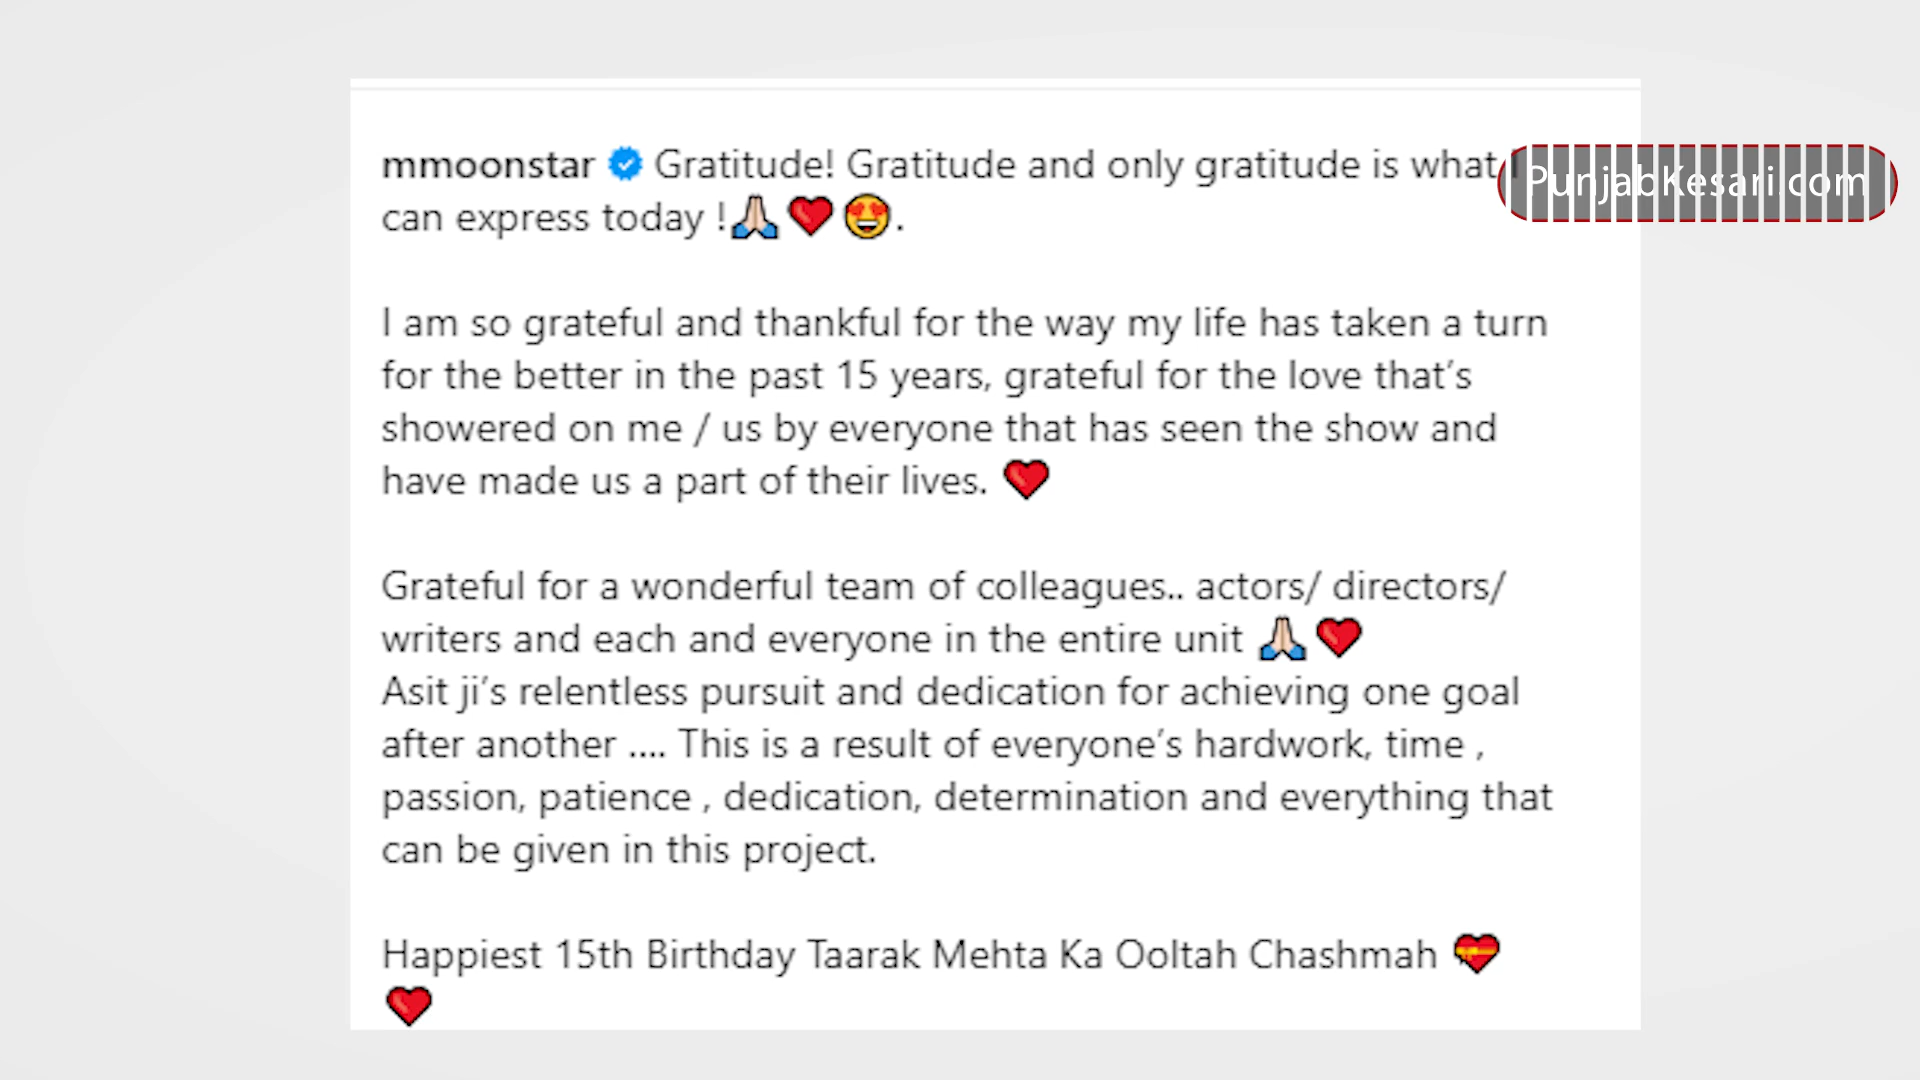 mmoonstar Gratitude! Gratitude and only gratitude is what I
can express today !🙏🏻❤️😍.
I am so grateful and thankful for the way my life has taken a turn
for the better in the past 15 years, grateful for the love that’s
showered on me / us by everyone that has seen the show and
have made us a part of their lives. ❤️
Grateful for a wonderful team of colleagues.. actors/ directors/
writers and each and everyone in the entire unit 🙏🏻❤️
Asit ji’s relentless pursuit and dedication for achieving one goal
after another .... This is a result of everyone’s hardwork, time ,
passion, patience , dedication, determination and everything that
can be given in this project.
Happiest 15th Birthday Taarak Mehta Ka Ooltah Chashmah 💝
❤️
PunjabKesari.com